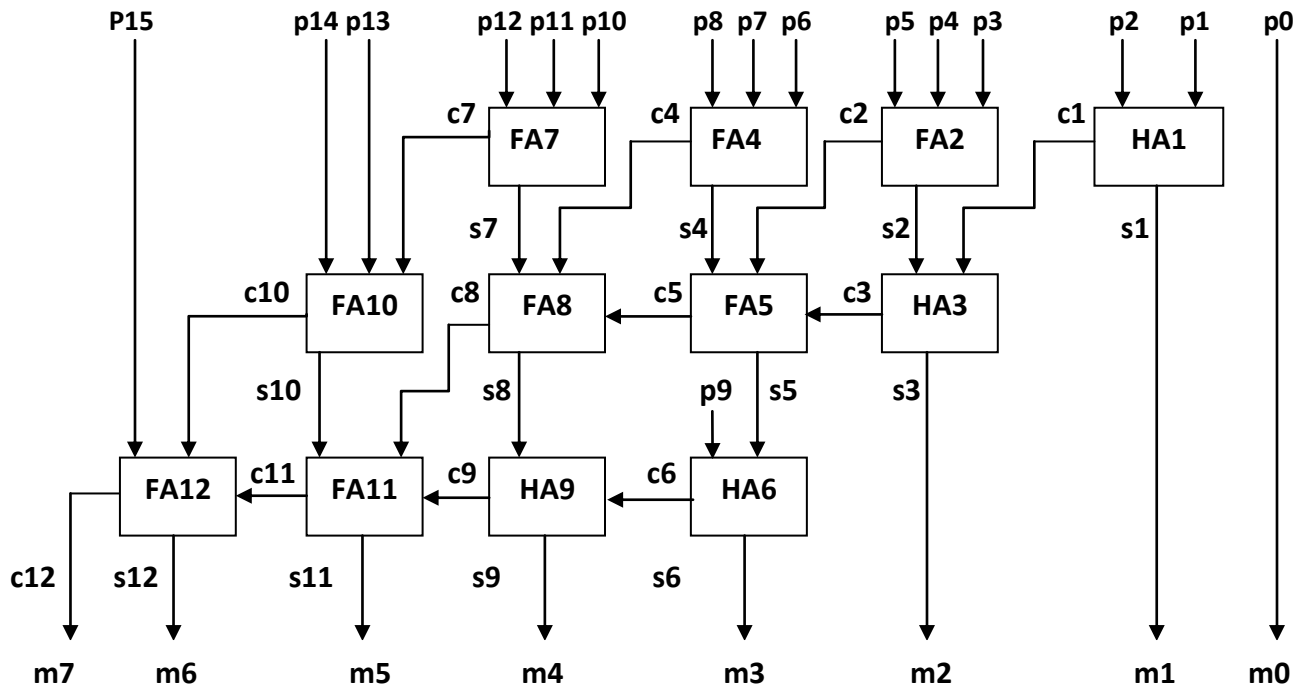 P15 p14 p13 p12 p11 p10 p8 p7 p6 p5 p4 p3 p2 p1 p0
c7 c4 c2 c1
FA7 FA4 FA2 HA1
s7 s4 s2 s1
c10 c8 c5 c3
FA10 FA8 FA5 HA3
s10 s8 p9 s5 s3
c11 c9 c6
FA12 FA11 HA9 HA6
c12 s12 s11 s9 s6
m7 m6 m5 m4 m3 m2 m1 m0